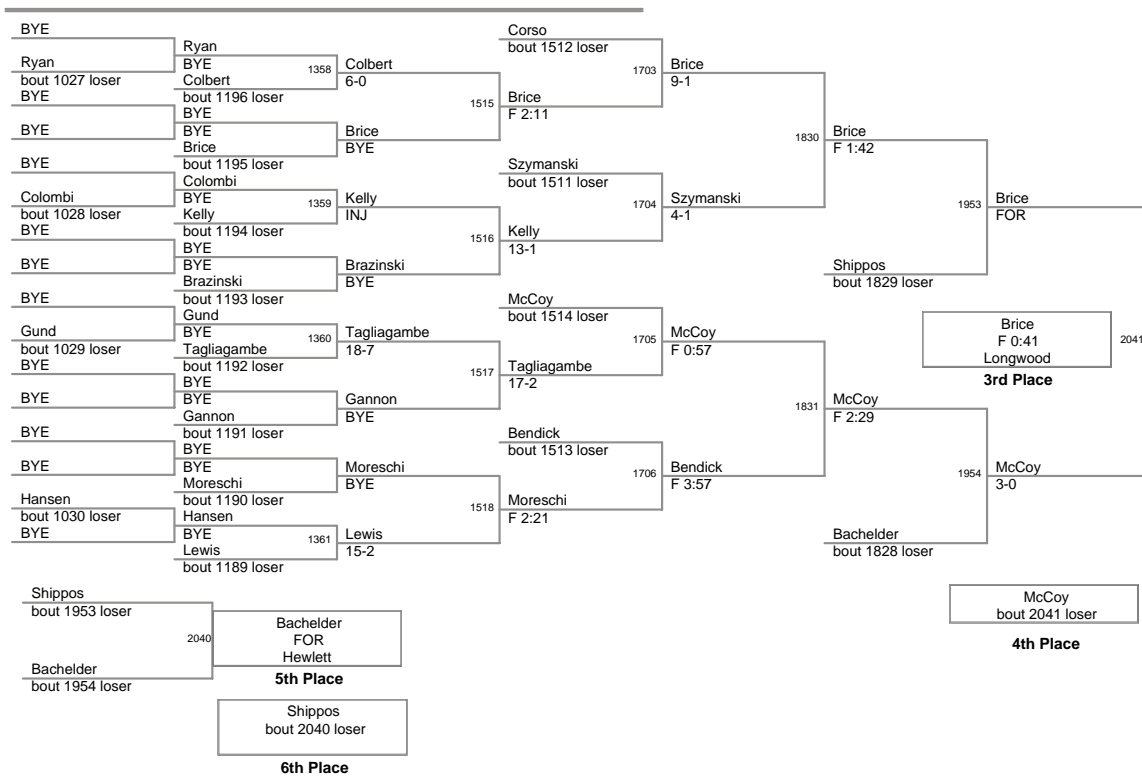 BYE
Ryan
bout 1027 loser
BYE
BYE
BYE
Colombi
bout 1028 loser
BYE
BYE
BYE
Gund
bout 1029 loser
BYE
BYE
BYE
BYE
Hansen
bout 1030 loser
BYE
Ryan
BYE
Colbert
bout 1196 loser
BYE
BYE
Brice
bout 1195 loser
Colombi
BYE
Kelly
bout 1194 loser
BYE
BYE
Brazinski
bout 1193 loser
Gund
BYE
Tagliagambe
bout 1192 loser
BYE
BYE
Gannon
bout 1191 loser
BYE
BYE
Moreschi
bout 1190 loser
Hansen
BYE
Lewis
bout 1189 loser
1358
1359
1360
1361
Colbert
6-0
Brice
BYE
Kelly
INJ
Brazinski
BYE
Tagliagambe
18-7
Gannon
BYE
Moreschi
BYE
Lewis
15-2
1515
1516
1517
1518
Corso
bout 1512 loser
Brice
F 2:11
Szymanski
bout 1511 loser
Kelly
13-1
McCoy
bout 1514 loser
Tagliagambe
17-2
Bendick
bout 1513 loser
Moreschi
F 2:21
1703
1704
1705
1706
Brice
9-1
Szymanski
4-1
McCoy
F 0:57
Bendick
F 3:57
1830
1831
Brice
F 1:42
Shippos
bout 1829 loser
McCoy
F 2:29
Bachelder
bout 1828 loser
1953
1954
Brice
FOR
McCoy
3-0
Brice
F 0:41
Longwood
2041
3rd Place
McCoy
bout 2041 loser
4th Place
Shippos
bout 1953 loser
Bachelder
bout 1954 loser
2040
Bachelder
FOR
Hewlett
5th Place
Shippos
bout 2040 loser
6th Place